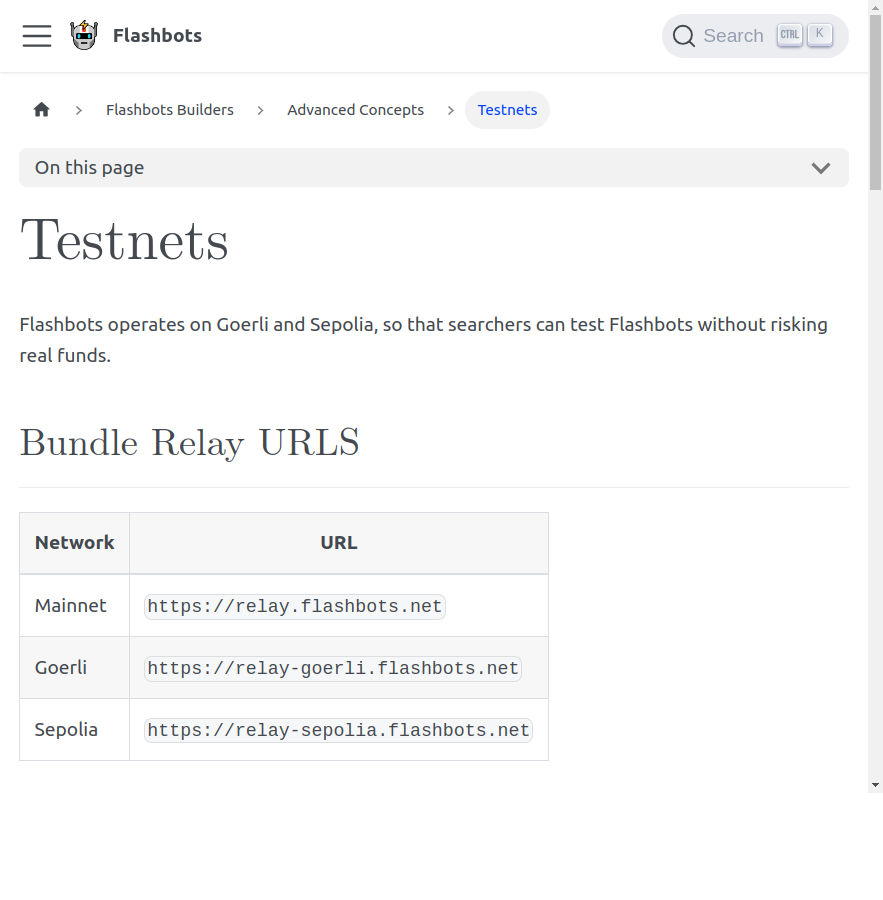 Flashbots
Search CTRL K
Flashbots Builders
Advanced Concepts
Testnets
On this page
Testnets
Flashbots operates on Goerli and Sepolia, so that searchers can test Flashbots without risking
real funds.
Bundle Relay URLS
Network URL
Mainnet https://relay.flashbots.net
Goerli https://relay-goerli.flashbots.net
Sepolia https://relay-sepolia.flashbots.net